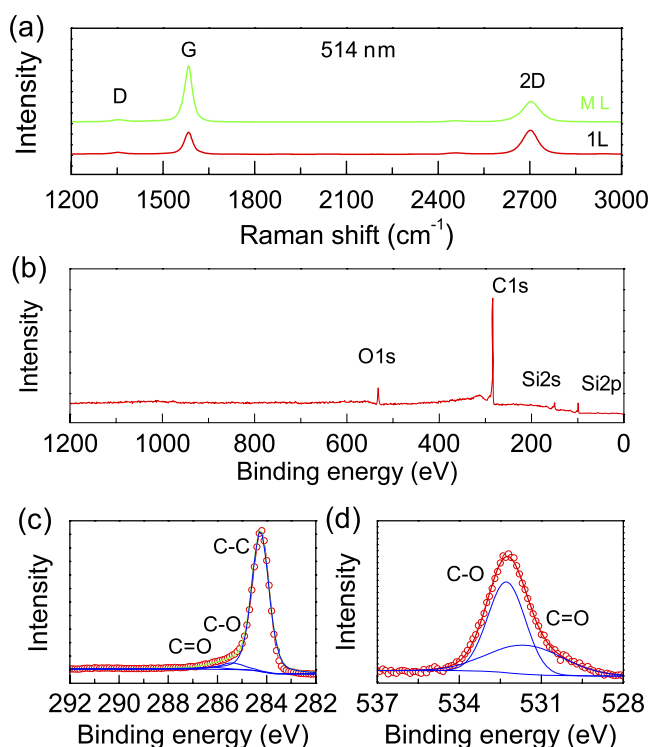 (a)
Intensity
D
G
514 nm
2D
ML
1L
1200 1500 1800 2100 2400 2700 3000
Raman shift (cm⁻¹)
(b)
Intensity
O1s
C1s
Si2s
Si2p
1200 1000 800 600 400 200 0
Binding energy (eV)
(c)
Intensity
C-C
C-O
C=O
292 290 288 286 284 282
Binding energy (eV)
(d)
Intensity
C-O
C=O
537 534 531 528
Binding energy (eV)